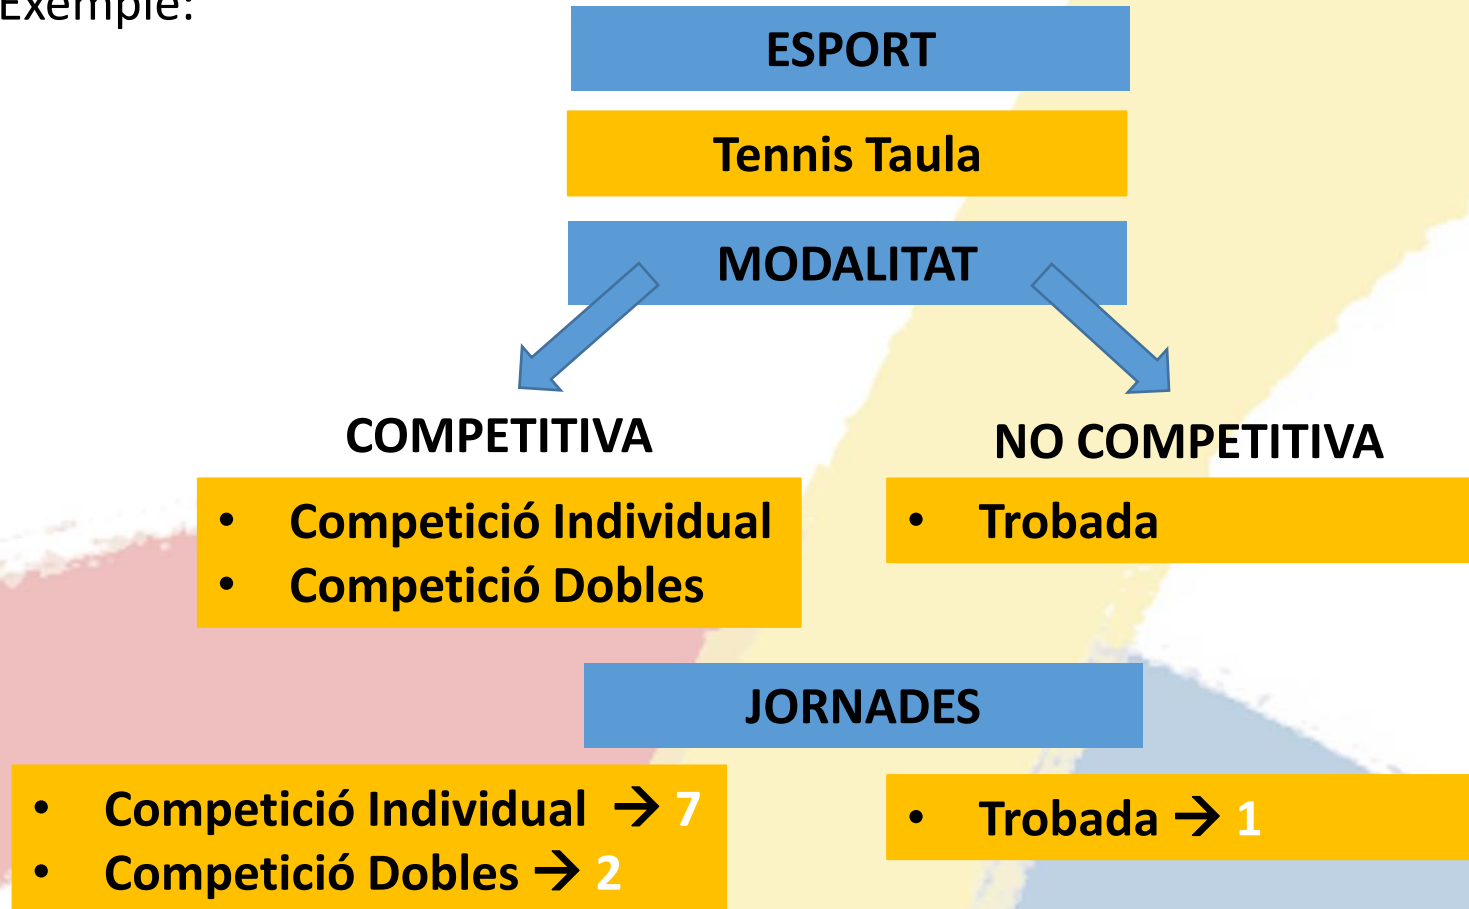 Exemple:
ESPORT
Tennis Taula
MODALITAT
COMPETITIVA
NO COMPETITIVA
• Competició Individual
• Competició Dobles
• Trobada
JORNADES
• Competició Individual → 7
• Competició Dobles → 2
• Trobada → 1